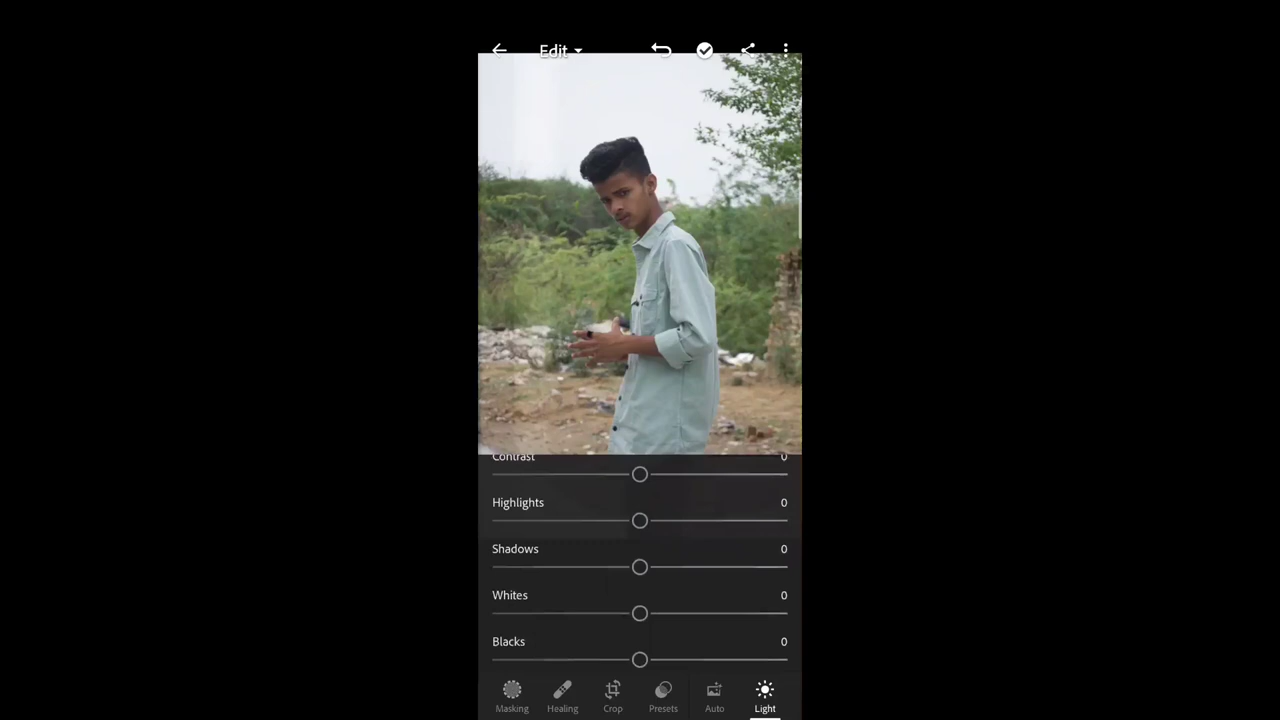 Edit
Contrast 0
Highlights 0
Shadows 0
Whites 0
Blacks 0
Masking Healing Crop Presets Auto Light